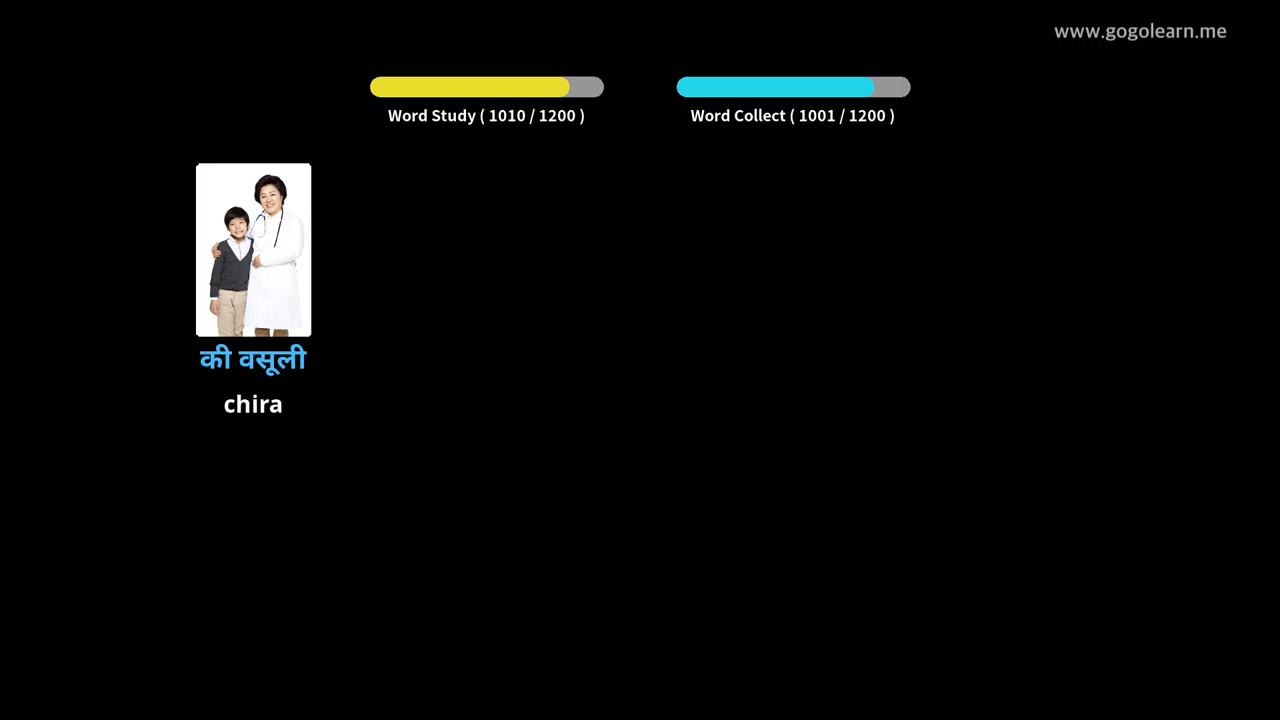 www.gogolearn.me
Word Study ( 1010 / 1200 )
Word Collect ( 1001 / 1200 )
की वसूली
chira